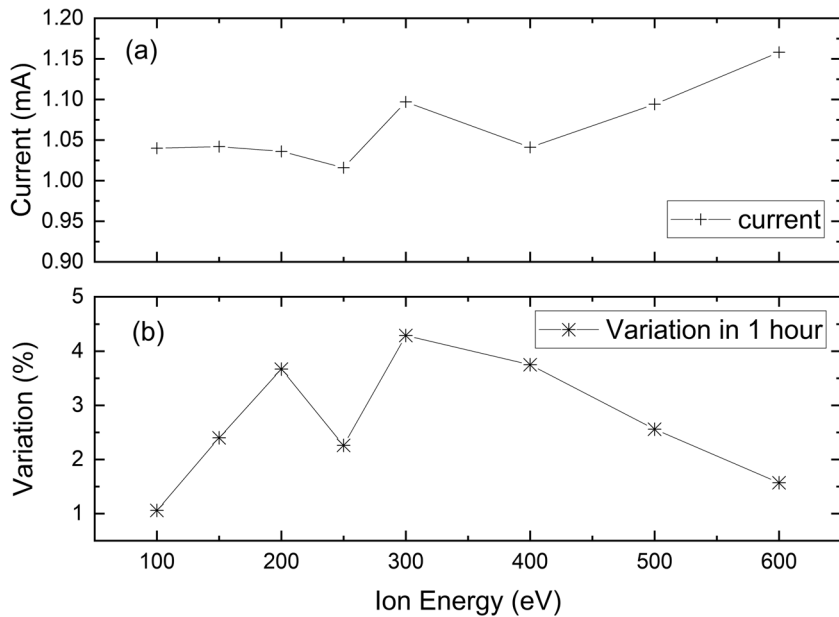 1.20
(a)
1.15
1.10
1.05
1.00
0.95
0.90
Current (mA)
current
5
(b)
Variation in 1 hour
4
3
2
1
Variation (%)
100 200 300 400 500 600
Ion Energy (eV)